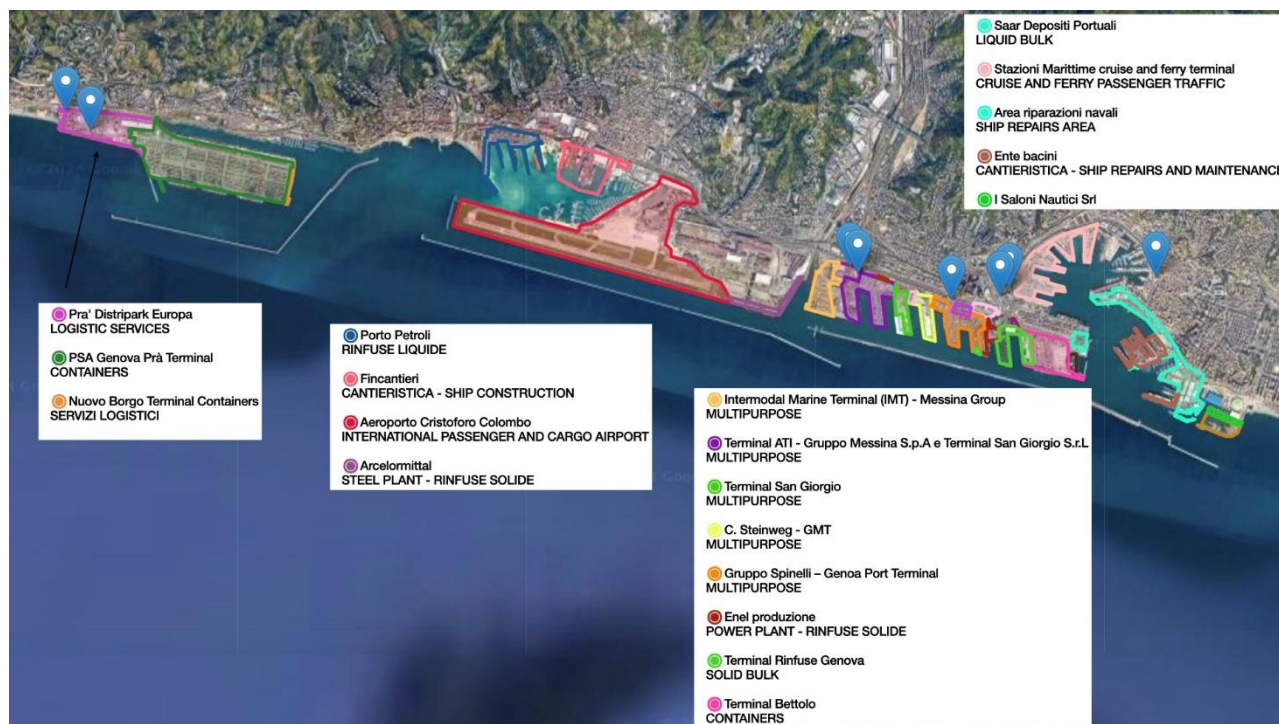 Saar Depositi Portuali
LIQUID BULK
Stazioni Marittime cruise and ferry terminal
CRUISE AND FERRY PASSENGER TRAFFIC
Area riparazioni navali
SHIP REPAIRS AREA
Ente bacini
CANTIERISTICA - SHIP REPAIRS AND MAINTENANCE
I Saloni Nautici Srl
Pra' Distripark Europa
LOGISTIC SERVICES
PSA Genova Prà Terminal
CONTAINERS
Nuovo Borgo Terminal Containers
SERVIZI LOGISTICI
Porto Petroli
RINFUSE LIQUIDE
Fincantieri
CANTIERISTICA - SHIP CONSTRUCTION
Aeroporto Cristoforo Colombo
INTERNATIONAL PASSENGER AND CARGO AIRPORT
Arcelormittal
STEEL PLANT - RINFUSE SOLIDE
Intermodal Marine Terminal (IMT) - Messina Group
MULTIPURPOSE
Terminal ATI - Gruppo Messina S.p.A e Terminal San Giorgio S.r.L
MULTIPURPOSE
Terminal San Giorgio
MULTIPURPOSE
C. Steinweg - GMT
MULTIPURPOSE
Gruppo Spinelli – Genoa Port Terminal
MULTIPURPOSE
Enel produzione
POWER PLANT - RINFUSE SOLIDE
Terminal Rinfuse Genova
SOLID BULK
Terminal Bettolo
CONTAINERS